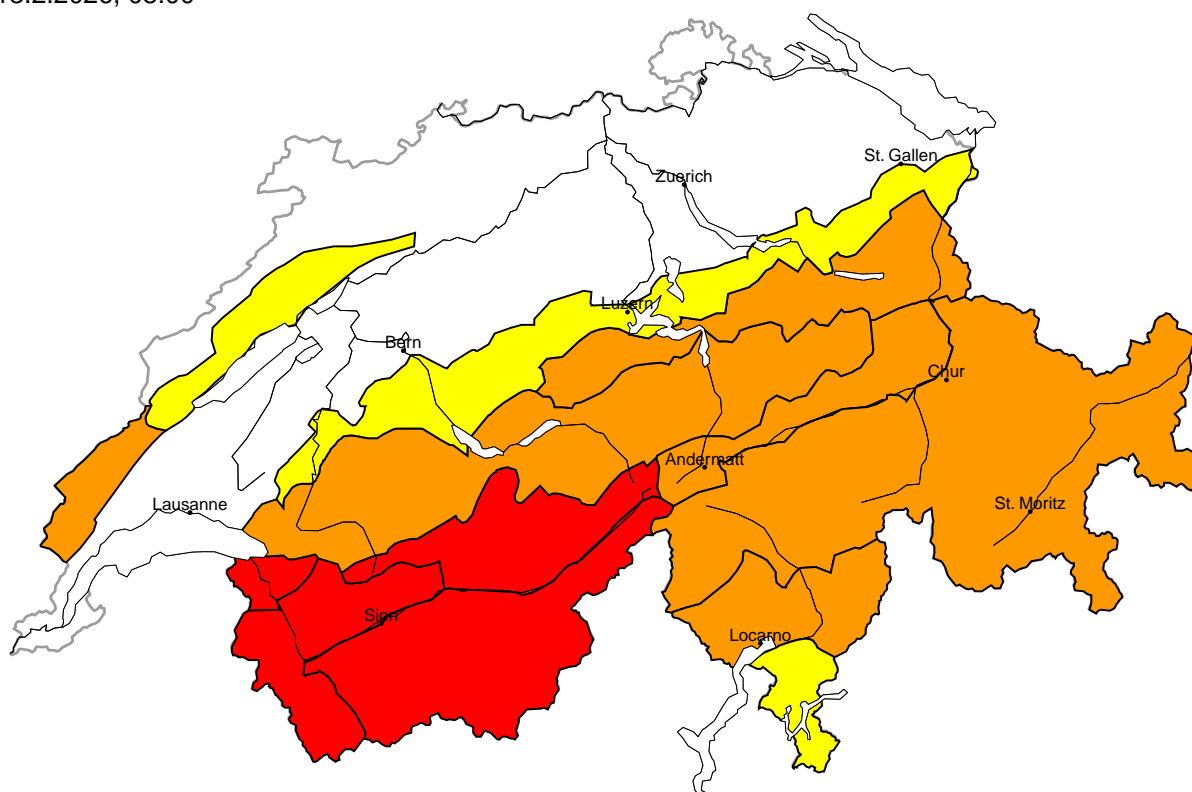 St. Gallen
Zuerich
Luzern
Bern
Chur
Andermatt
Lausanne
St. Moritz
Sion
Locarno